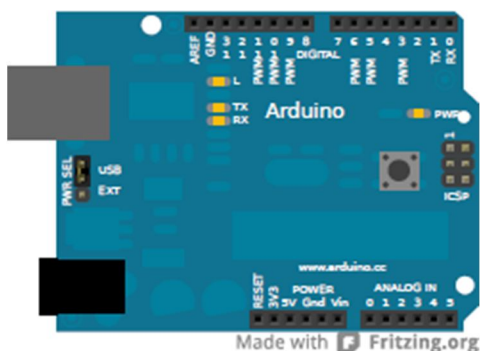 AREF
GND
13
12
PWM 11
PWM 10
PWM 9
8
DIGITAL
7
PWM 6
PWM 5
4
PWM 3
2
TX 1
RX 0
L
TX
RX
Arduino
PWR
1
ICSP
PWR SEL
USB
EXT
www.arduino.cc
POWER
ANALOG IN
RESET
3V3
5V Gnd Vin
0 1 2 3 4 5
Made with Fritzing.org